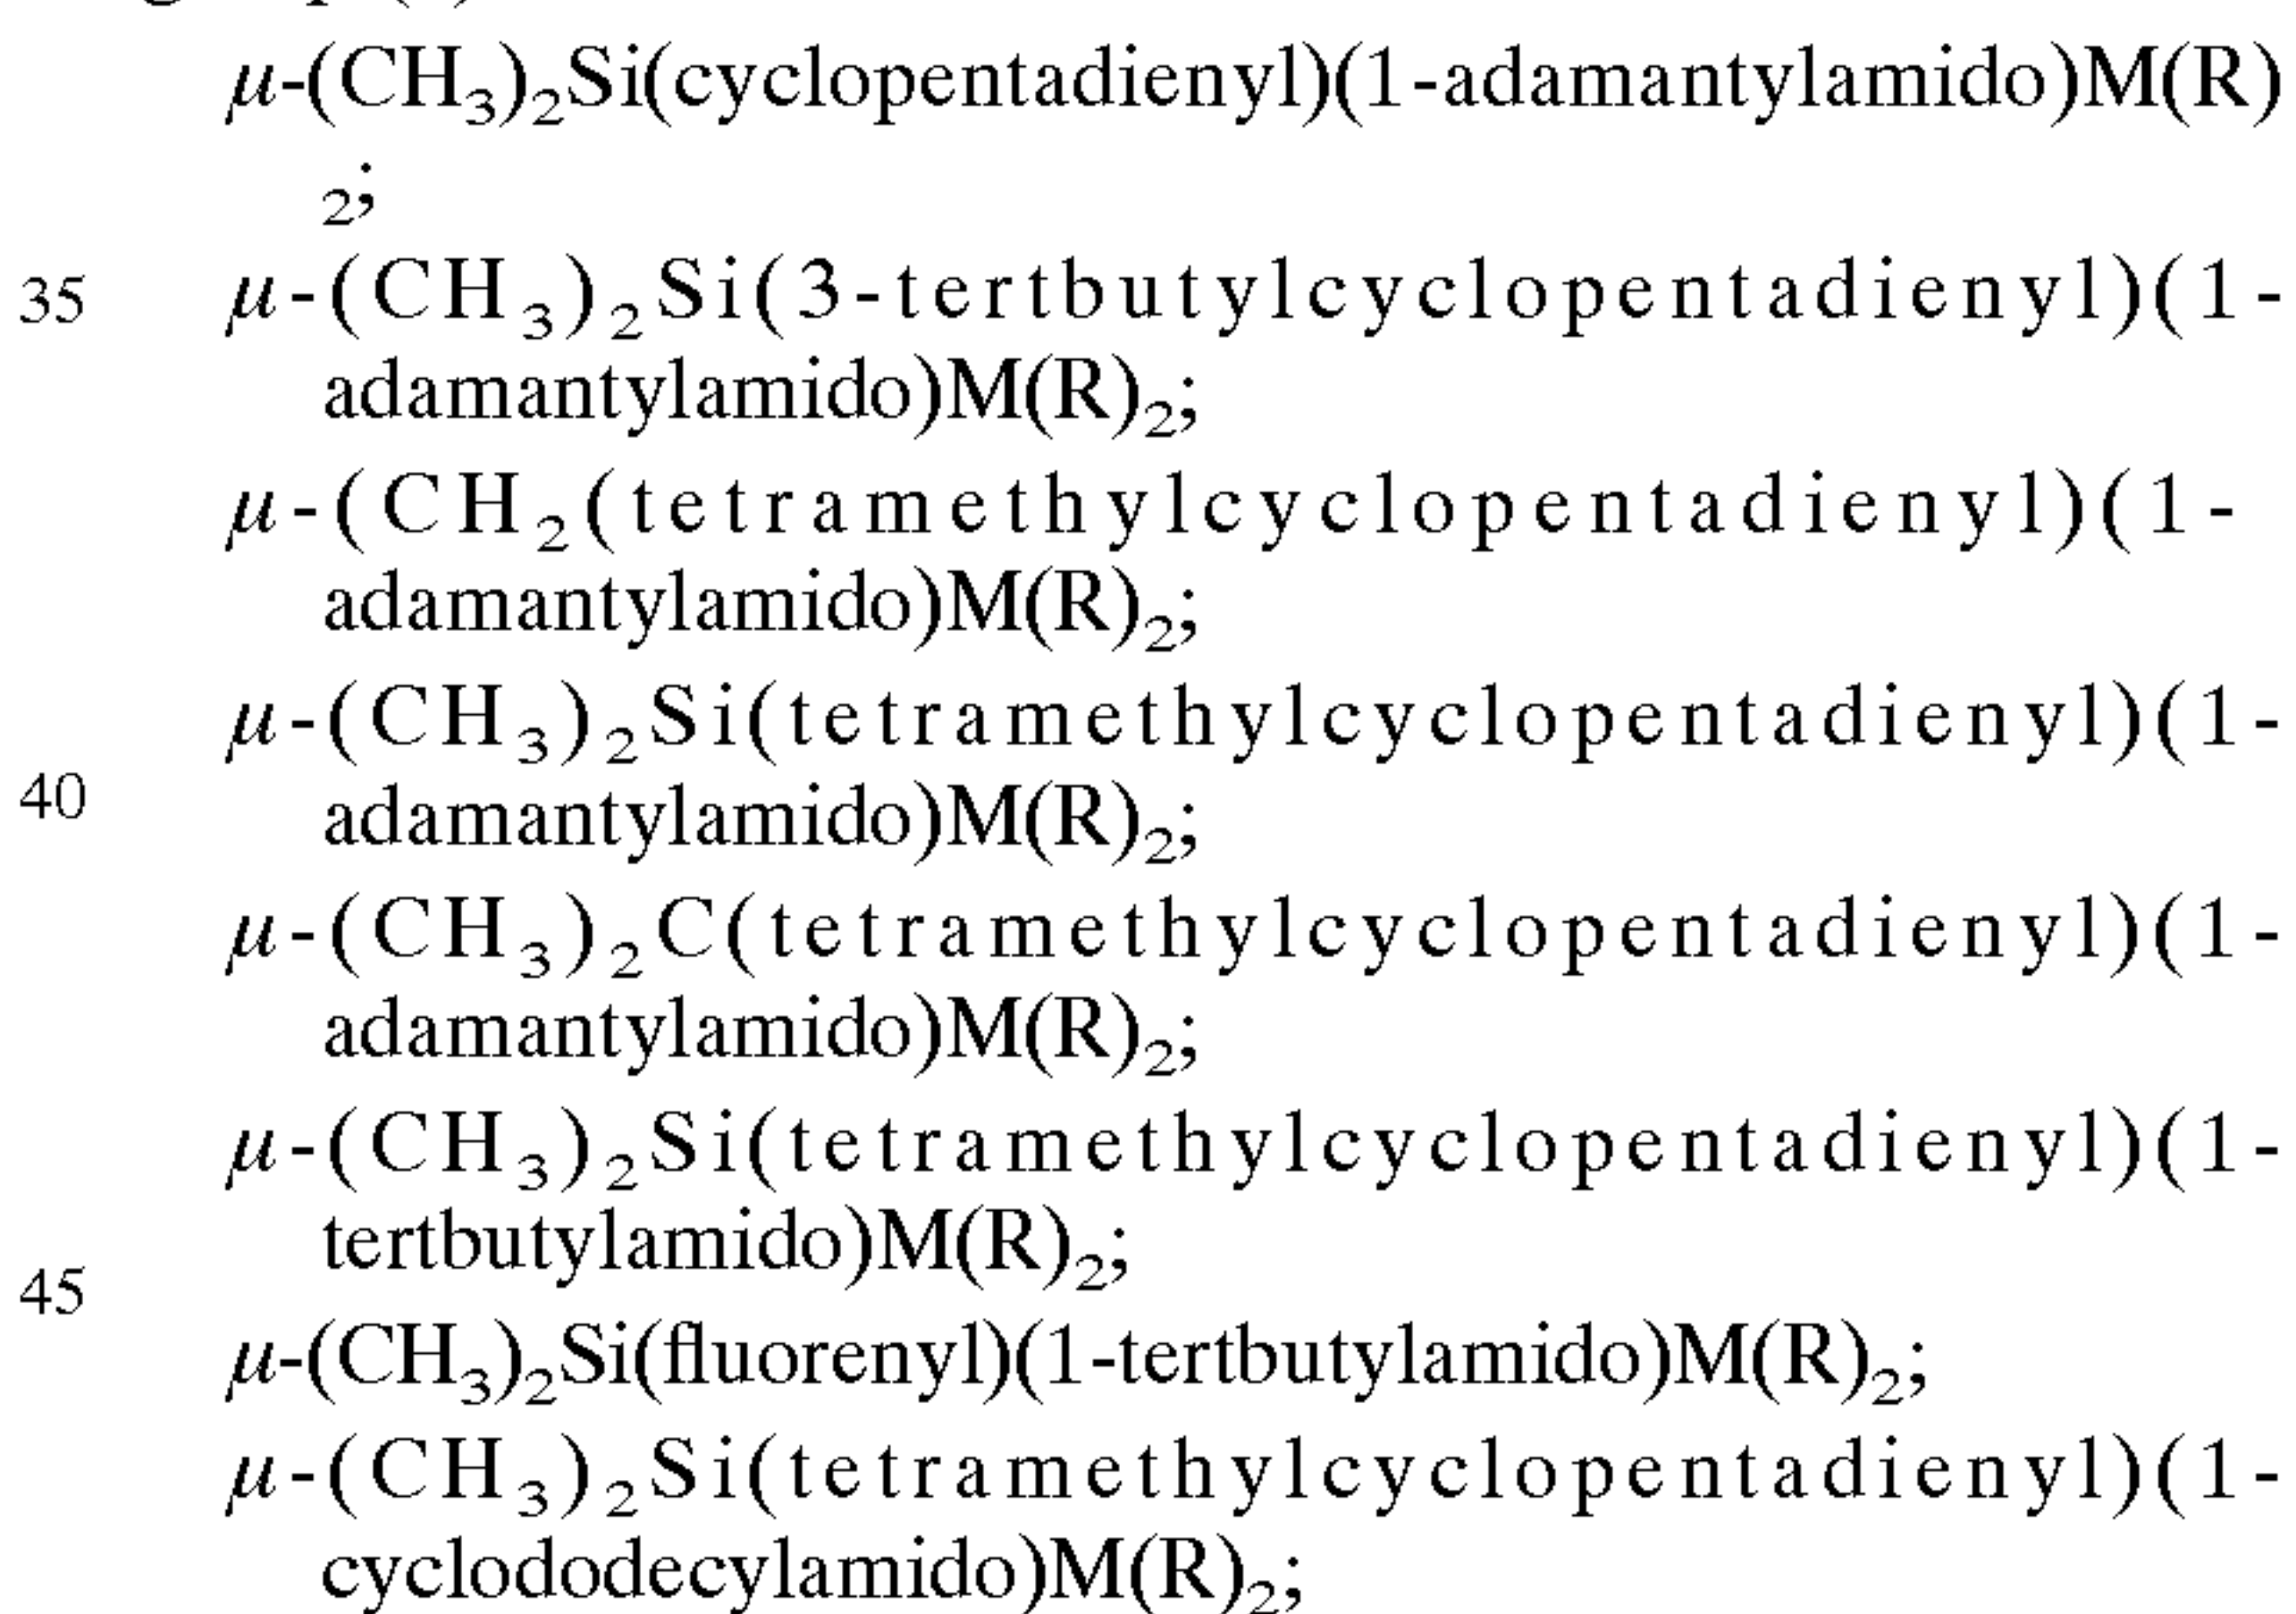 μ-(CH₃)₂Si(cyclopentadienyl)(1-adamantylamido)M(R)
₂;
35 μ-(CH₃)₂Si(3-tertbutylcyclopentadienyl)(1-
adamantylamido)M(R)₂;
μ-(CH₂(tetramethylcyclopentadienyl)(1-
adamantylamido)M(R)₂;
μ-(CH₃)₂Si(tetramethylcyclopentadienyl)(1-
40 adamantylamido)M(R)₂;
μ-(CH₃)₂C(tetramethylcyclopentadienyl)(1-
adamantylamido)M(R)₂;
μ-(CH₃)₂Si(tetramethylcyclopentadienyl)(1-
tertbutylamido)M(R)₂;
45
μ-(CH₃)₂Si(fluorenyl)(1-tertbutylamido)M(R)₂;
μ-(CH₃)₂Si(tetramethylcyclopentadienyl)(1-
cyclododecylamido)M(R)₂;